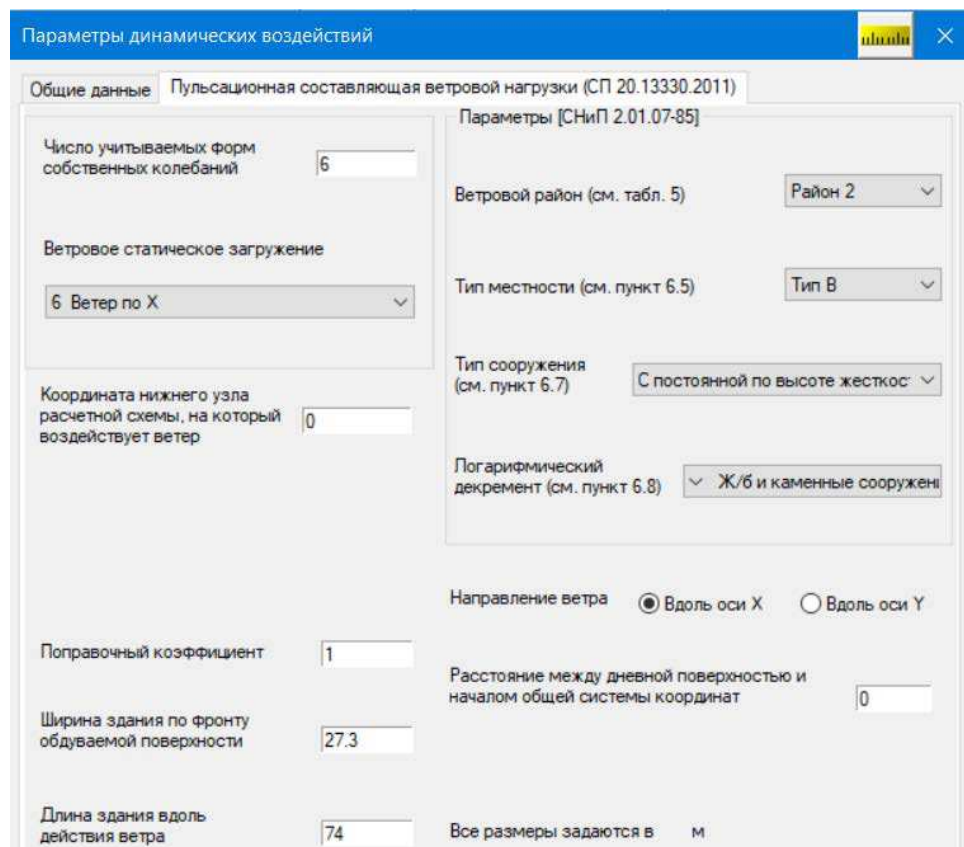 Параметры динамических воздействий
Общие данные
Пульсационная составляющая ветровой нагрузки (СП 20.13330.2011)
Число учитываемых форм
собственных колебаний
6
Ветровое статическое загружение
6 Ветер по X
Координата нижнего узла
расчетной схемы, на который
воздействует ветер
0
Поправочный коэффициент
1
Ширина здания по фронту
обдуваемой поверхности
27.3
Длина здания вдоль
действия ветра
74
Параметры [СНиП 2.01.07-85]
Ветровой район (см. табл. 5)
Район 2
Тип местности (см. пункт 6.5)
Тип В
Тип сооружения
(см. пункт 6.7)
С постоянной по высоте жесткос
Логарифмический
декремент (см. пункт 6.8)
Ж/б и каменные сооружени
Направление ветра
Вдоль оси X
Вдоль оси Y
Расстояние между дневной поверхностью и
началом общей системы координат
0
Все размеры задаются в м